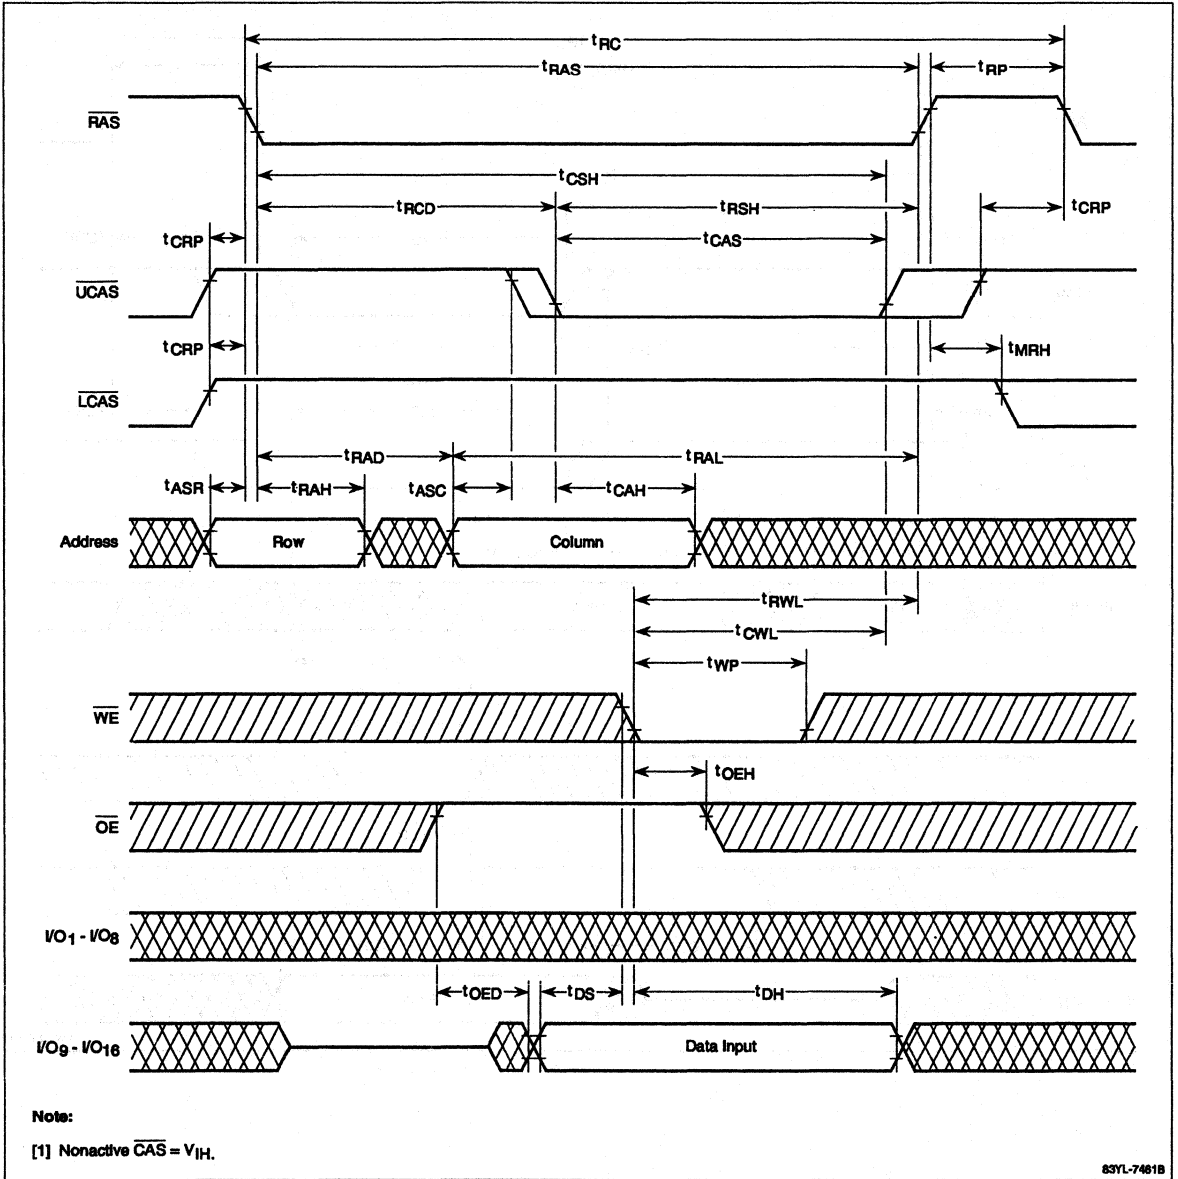 tRC
tRAS
tRP
RAS
tCSH
tRCD
tRSH
tCRP
tCRP
tCAS
UCAS
tCRP
tMRH
LCAS
tRAD
tRAL
tASR
tRAH
tASC
tCAH
Address
Row
Column
tRWL
tCWL
tWP
WE
tOEH
OE
I/O1 - I/O8
tOED
tDS
tDH
I/O9 - I/O16
Data Input
Note:
[1] Nonactive CAS = VIH.
83YL-7461B